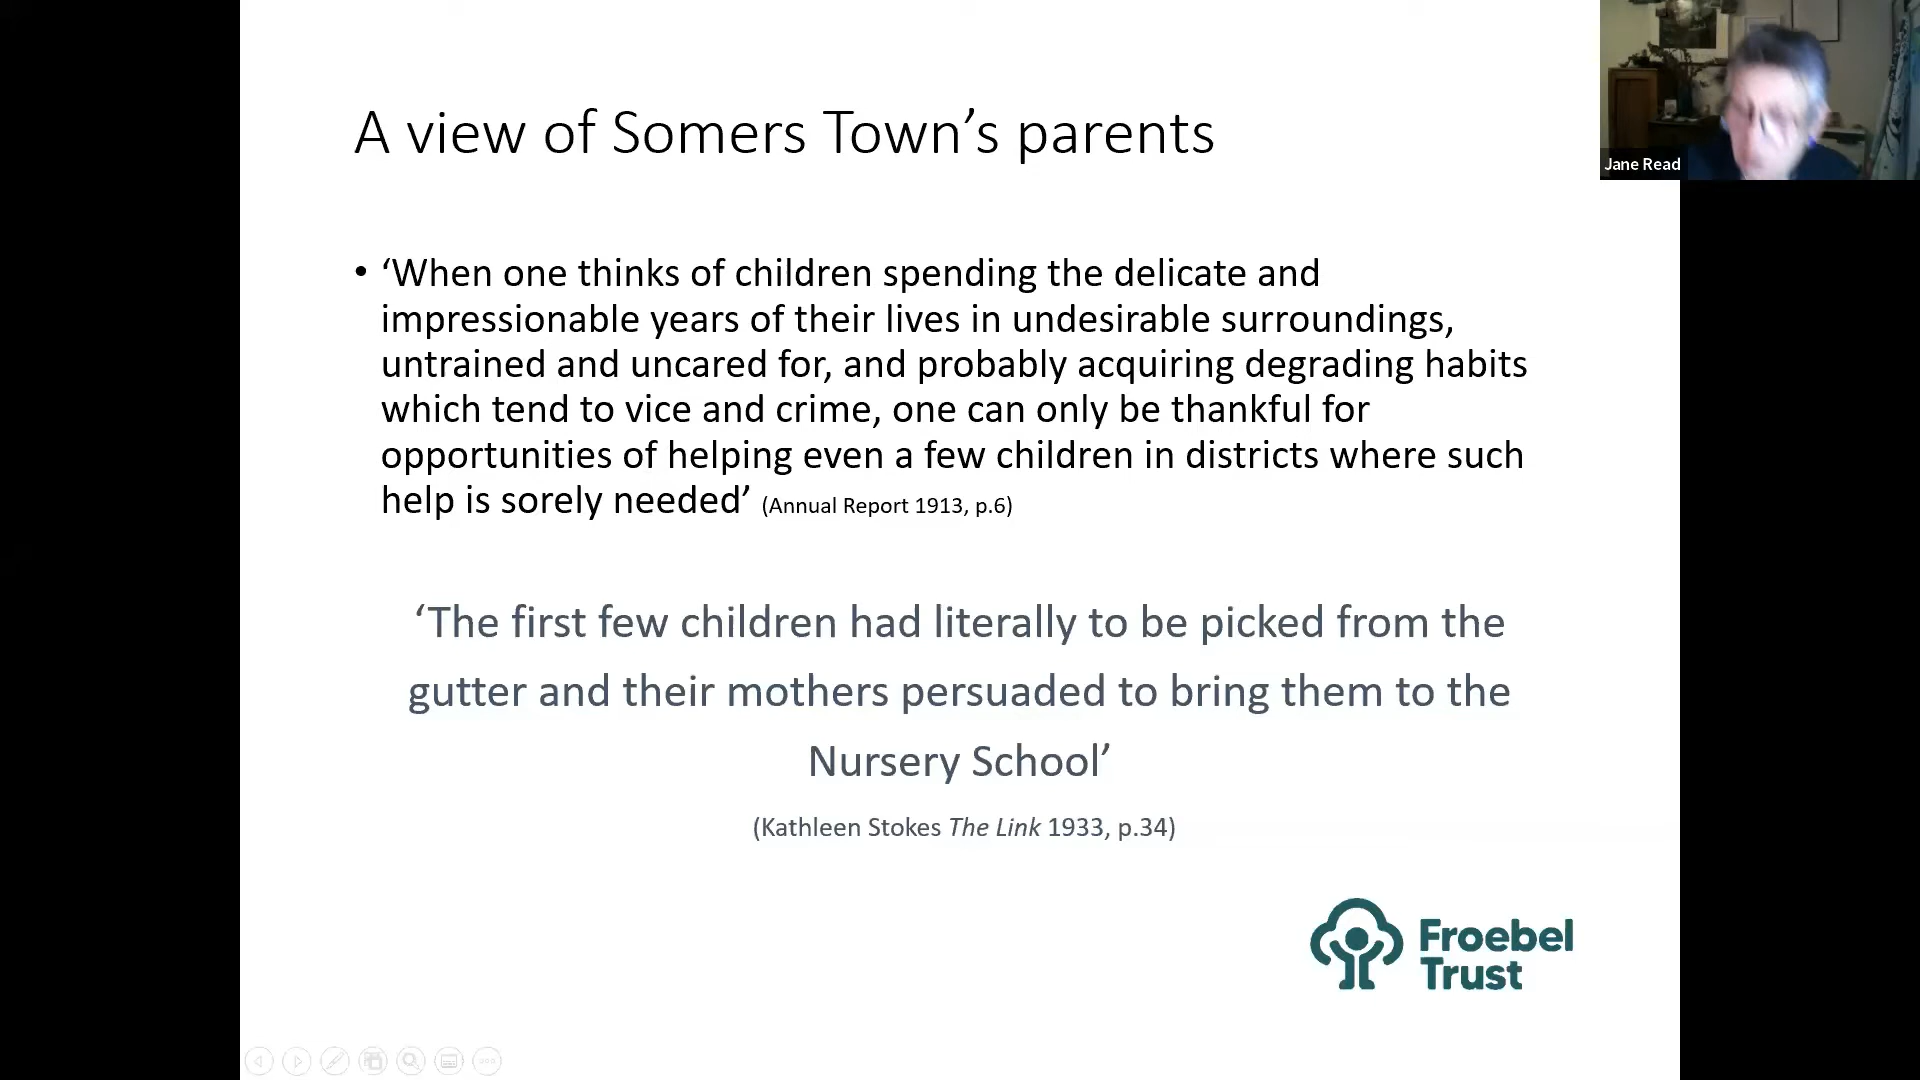 A view of Somers Town’s parents
Jane Read
• ‘When one thinks of children spending the delicate and
impressionable years of their lives in undesirable surroundings,
untrained and uncared for, and probably acquiring degrading habits
which tend to vice and crime, one can only be thankful for
opportunities of helping even a few children in districts where such
help is sorely needed’ (Annual Report 1913, p.6)
‘The first few children had literally to be picked from the
gutter and their mothers persuaded to bring them to the
Nursery School’
(Kathleen Stokes The Link 1933, p.34)
Froebel
Trust